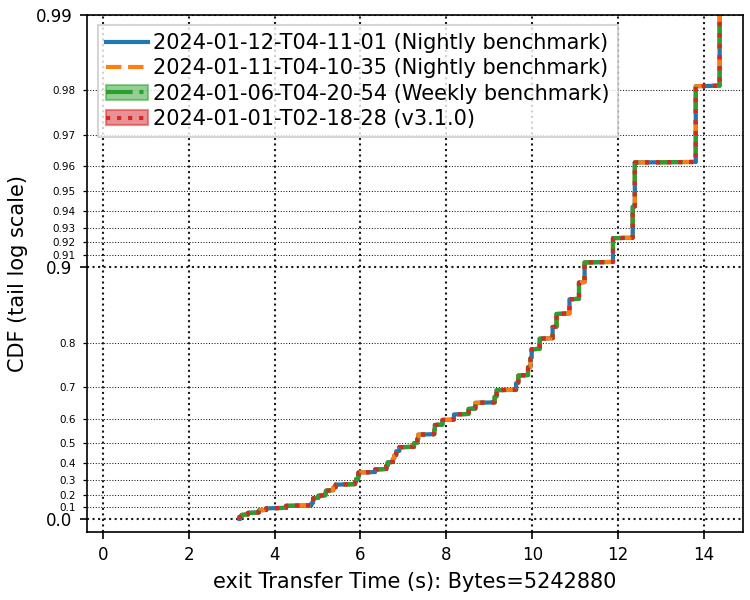 0.99
2024-01-12-T04-11-01 (Nightly benchmark)
2024-01-11-T04-10-35 (Nightly benchmark)
2024-01-06-T04-20-54 (Weekly benchmark)
2024-01-01-T02-18-28 (v3.1.0)
0.98
0.97
0.96
0.95
0.94
0.93
0.92
0.91
0.9
0.8
0.7
0.6
0.5
0.4
0.3
0.2
0.1
0.0
CDF (tail log scale)
0 2 4 6 8 10 12 14
exit Transfer Time (s): Bytes=5242880